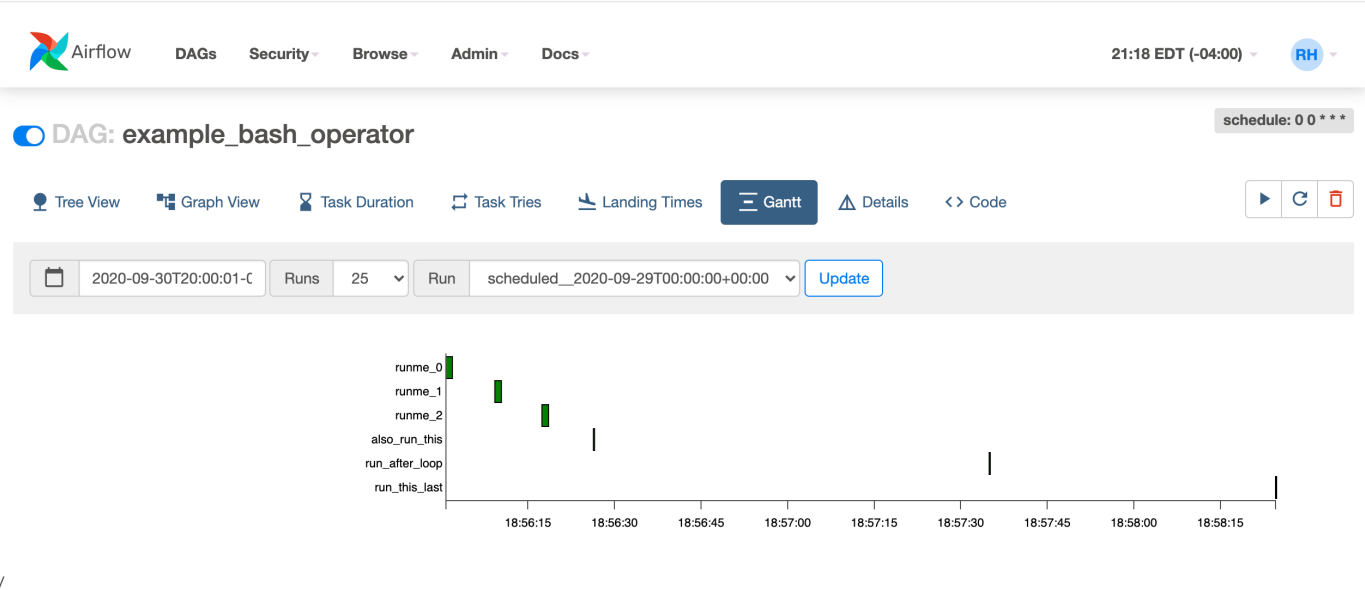 Airflow DAGs Security Browse Admin Docs 21:18 EDT (-04:00) RH
DAG: example_bash_operator schedule: 0 0 * * *
Tree View Graph View Task Duration Task Tries Landing Times Gantt Details <> Code
2020-09-30T20:00:01-0 Runs 25 Run scheduled__2020-09-29T00:00:00+00:00 Update
runme_0
runme_1
runme_2
also_run_this
run_after_loop
run_this_last
18:56:15 18:56:30 18:56:45 18:57:00 18:57:15 18:57:30 18:57:45 18:58:00 18:58:15
/